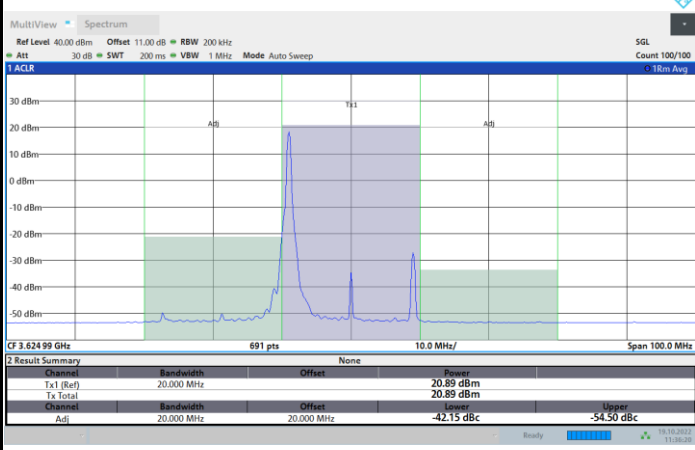 MultiView Spectrum
Ref Level 40.00 dBm Offset 11.00 dB RBW 200 kHz SGL
Att 30 dB SWT 200 ms VBW 1 MHz Mode Auto Sweep Count 100/100
1 ACLR 1Rm Avg
30 dBm
Tx1
20 dBm
Adj Adj
10 dBm
0 dBm
-10 dBm
-20 dBm
-30 dBm
-40 dBm
-50 dBm
CF 3.624 99 GHz 691 pts 10.0 MHz/ Span 100.0 MHz
2 Result Summary None
Channel Bandwidth Offset Power
Tx1 (Ref) 20.000 MHz 20.89 dBm
Tx Total 20.89 dBm
Channel Bandwidth Offset Lower Upper
Adj 20.000 MHz 20.000 MHz -42.15 dBc -54.50 dBc
Ready 19.10.2022
11:36:20